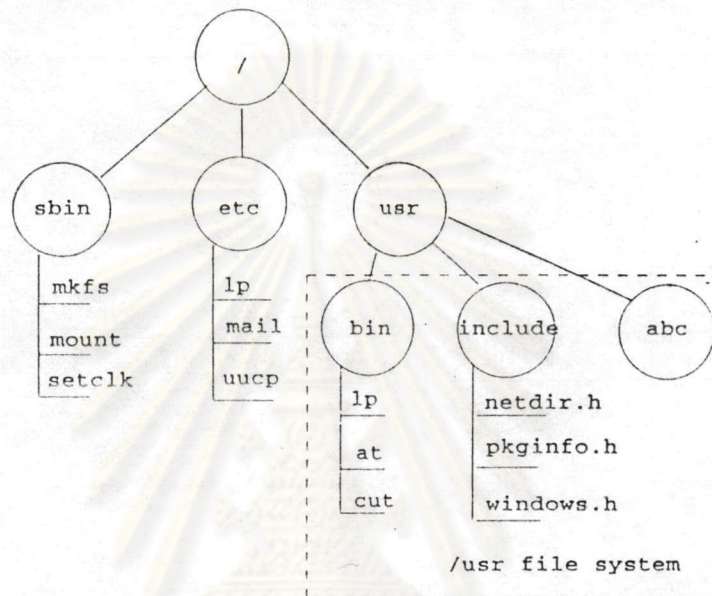 /
sbin
etc
usr
mkfs
mount
setclk
lp
mail
uucp
bin
include
abc
lp
at
cut
netdir.h
pkginfo.h
windows.h
/usr file system